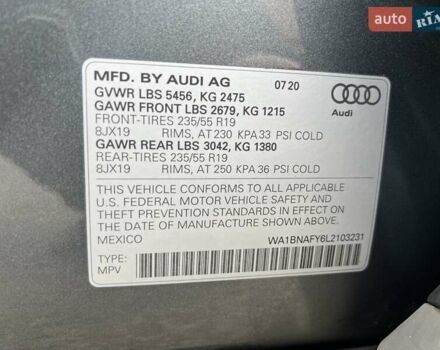 RIA
MFD. BY AUDI AG 07 20
GVWR LBS 5456, KG 2475
GAWR FRONT LBS 2679, KG 1215
FRONT-TIRES 235/55 R19
8JX19 RIMS, AT 230 KPA 33 PSI COLD
GAWR REAR LBS 3042, KG 1380
REAR-TIRES 235/55 R19
8JX19 RIMS, AT 250 KPA 36 PSI COLD
Audi
THIS VEHICLE CONFORMS TO ALL APPLICABLE
U.S. FEDERAL MOTOR VEHICLE SAFETY AND
THEFT PREVENTION STANDARDS IN EFFECT ON
THE DATE OF MANUFACTURE SHOWN ABOVE.
MEXICO WA1BNAFY6L2103231
TYPE:
MPV